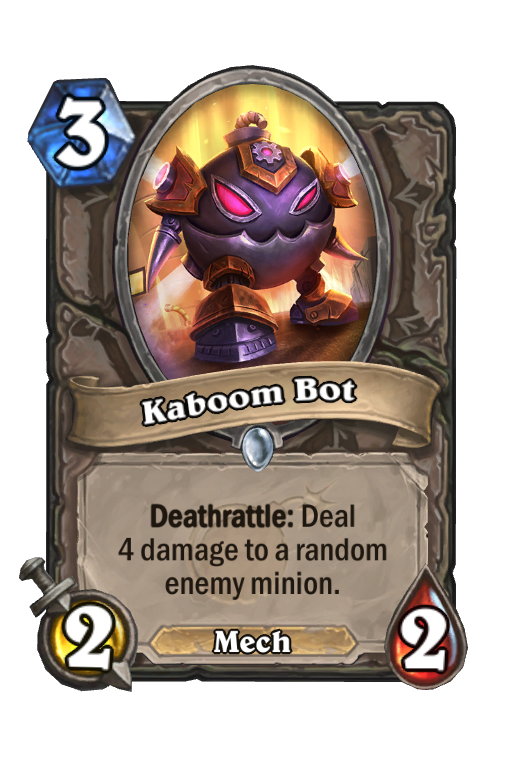 3
Kaboom Bot
Deathrattle: Deal
4 damage to a random
enemy minion.
2
Mech
2